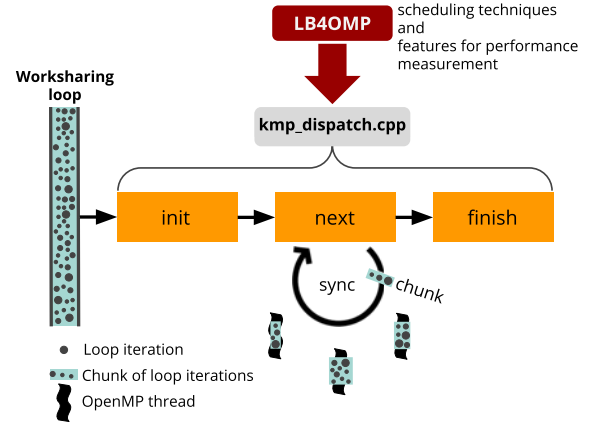 LB4OMP
scheduling techniques
and
features for performance
measurement
Worksharing
loop
kmp_dispatch.cpp
init
next
finish
sync
chunk
Loop iteration
Chunk of loop iterations
OpenMP thread